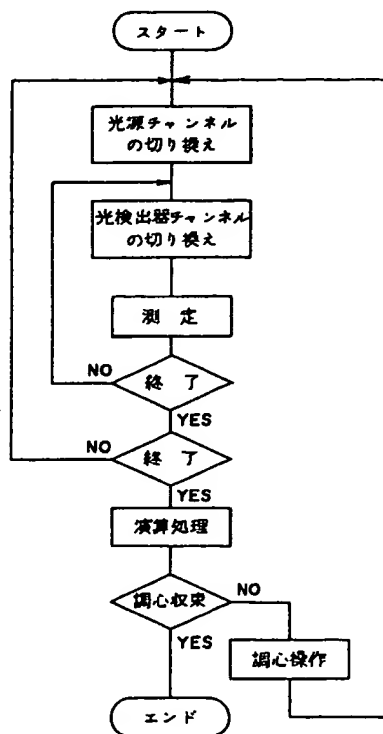 スタート
光源チャンネル
の切り換え
光検出器チャンネル
の切り換え
測定
NO
終了
YES
NO
終了
YES
演算処理
調心収束
NO
YES
調心操作
エンド